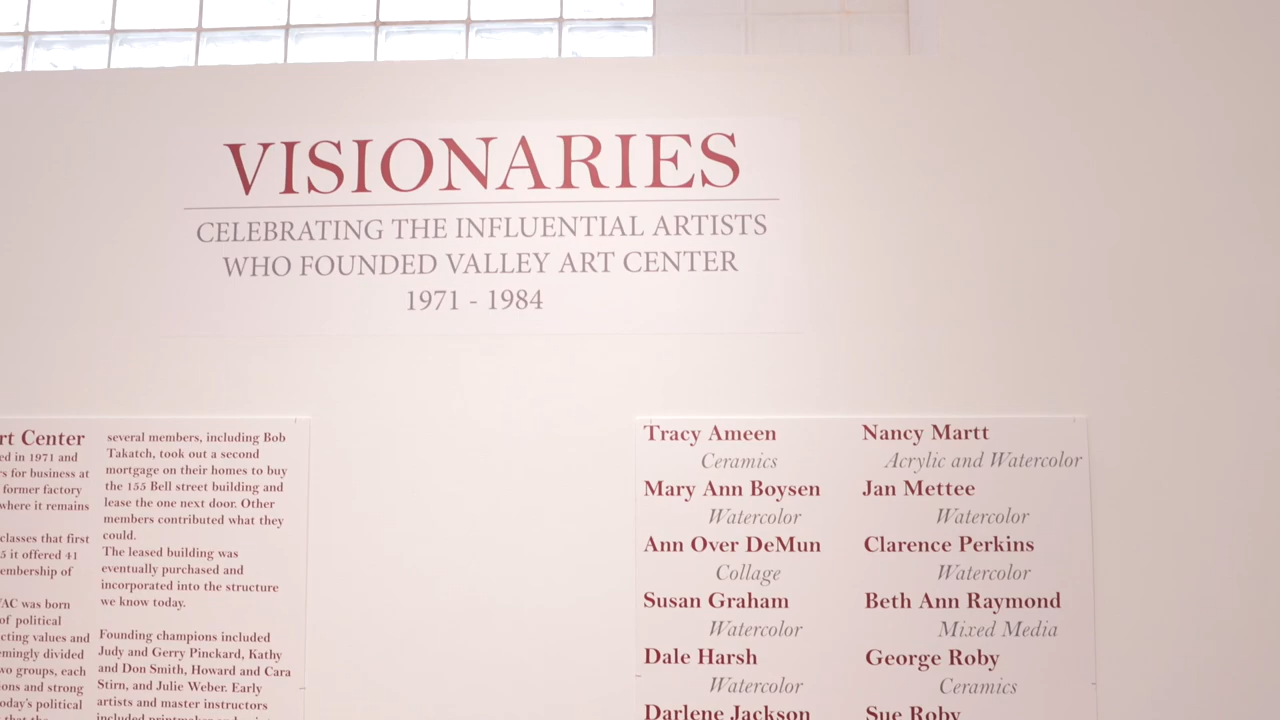 VISIONARIES
CELEBRATING THE INFLUENTIAL ARTISTS
WHO FOUNDED VALLEY ART CENTER
1971 - 1984
rt Center
ed in 1971 and
rs for business at
former factory
where it remains
classes that first
5 it offered 41
embership of
AC was born
of political
cting values and
emingly divided
wo groups, each
ons and strong
oday's political
that the
several members, including Bob
Takatch, took out a second
mortgage on their homes to buy
the 155 Bell street building and
lease the one next door. Other
members contributed what they
could.
The leased building was
eventually purchased and
incorporated into the structure
we know today.
Founding champions included
Judy and Gerry Pinckard, Kathy
and Don Smith, Howard and Cara
Stirn, and Julie Weber. Early
artists and master instructors
included
Tracy Ameen
Ceramics
Mary Ann Boysen
Watercolor
Ann Over DeMun
Collage
Susan Graham
Watercolor
Dale Harsh
Watercolor
Darlene Jackson
Nancy Martt
Acrylic and Watercolor
Jan Mettee
Watercolor
Clarence Perkins
Watercolor
Beth Ann Raymond
Mixed Media
George Roby
Ceramics
Sue Roby